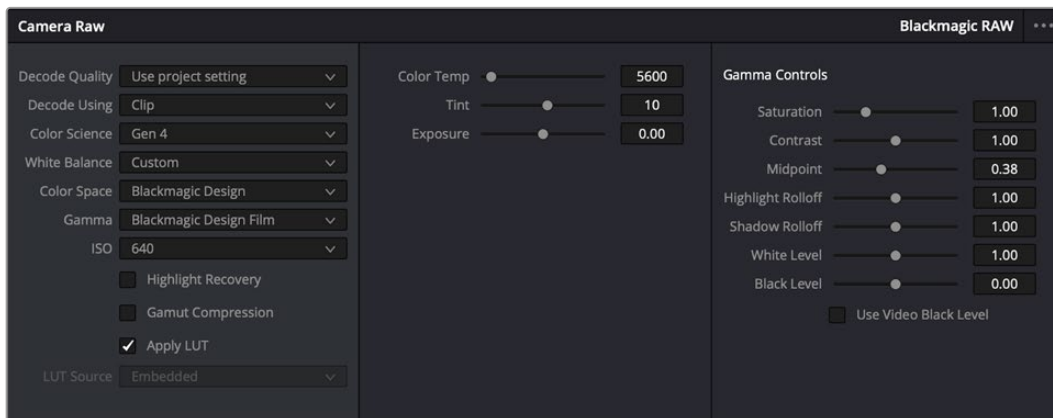 Camera Raw
Blackmagic RAW
Decode Quality Use project setting
Decode Using Clip
Color Science Gen 4
White Balance Custom
Color Space Blackmagic Design
Gamma Blackmagic Design Film
ISO 640
Highlight Recovery
Gamut Compression
Apply LUT
LUT Source Embedded
Color Temp 5600
Tint 10
Exposure 0.00
Gamma Controls
Saturation 1.00
Contrast 1.00
Midpoint 0.38
Highlight Rolloff 1.00
Shadow Rolloff 1.00
White Level 1.00
Black Level 0.00
Use Video Black Level